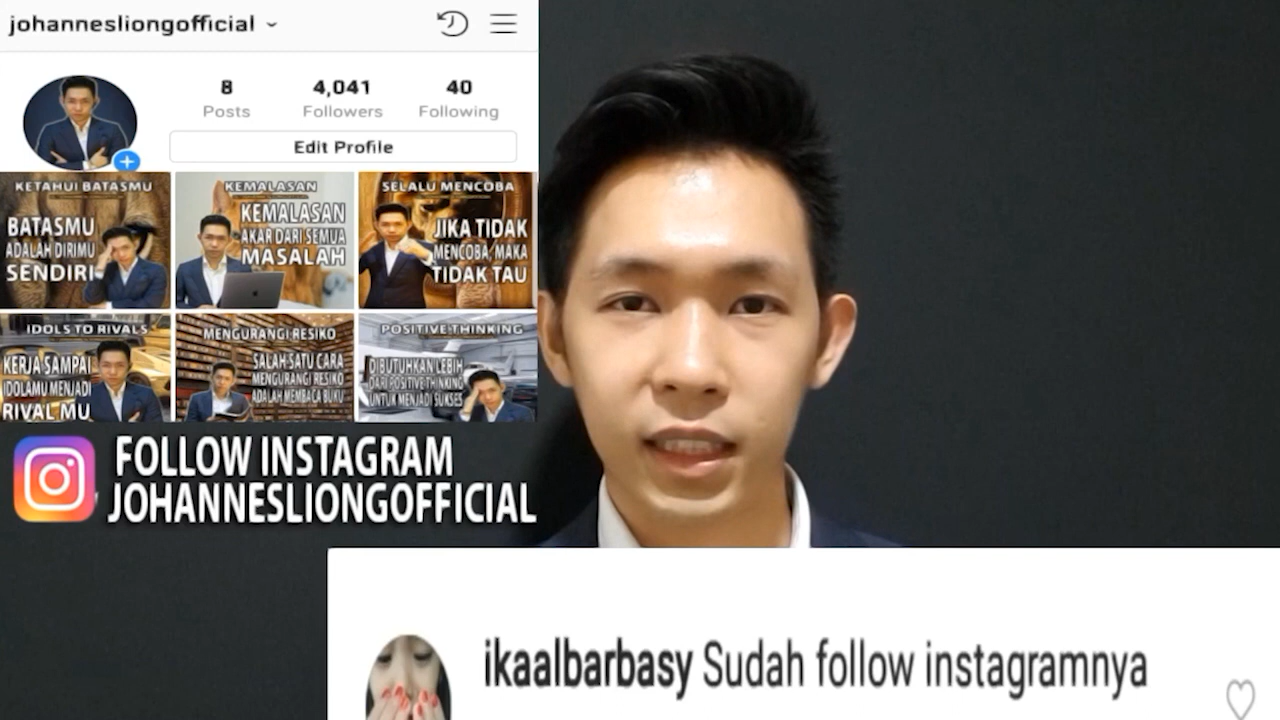 johannesliongofficial
8 4,041 40
Posts Followers Following
Edit Profile
KETAHUI BATASMU
BATASMU
ADALAH DIRIMU
SENDIRI
KEMALASAN
KEMALASAN
AKAR DARI SEMUA
MASALAH
SELALU MENCOBA
JIKA TIDAK
MENCOBA, MAKA
TIDAK TAU
IDOLS TO RIVALS
KERJA SAMPAI
IDOLAMU MENJADI
RIVAL MU
MENGURANGI RESIKO
SALAH SATU CARA
MENGURANGI RESIKO
ADALAH MEMBACA BUKU
POSITIVE THINKING
DIBUTUHKAN LEBIH
DARI POSITIVE THINKING
UNTUK MENJADI SUKSES
FOLLOW INSTAGRAM
JOHANNESLIONGOFFICIAL
ikaalbarbasy Sudah follow instagramnya